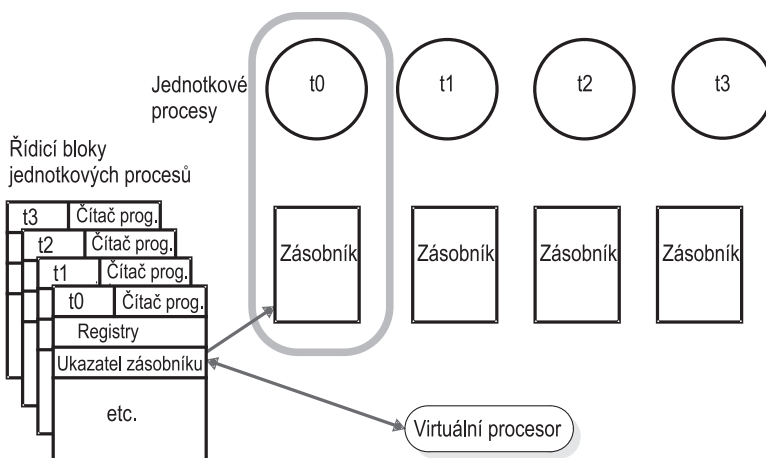 Jednotkové
procesy
t0
t1
t2
t3
Řídicí bloky
jednotkových procesů
t3
Čítač prog.
t2
Čítač prog.
t1
Čítač prog.
t0
Čítač prog.
Registry
Ukazatel zásobníku
etc.
Zásobník
Zásobník
Zásobník
Zásobník
Virtuální procesor